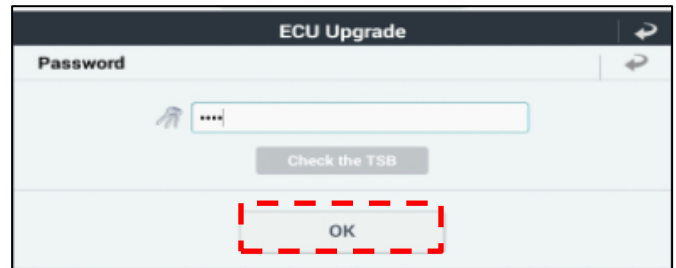 ECU Upgrade
Password
••••
Check the TSB
OK